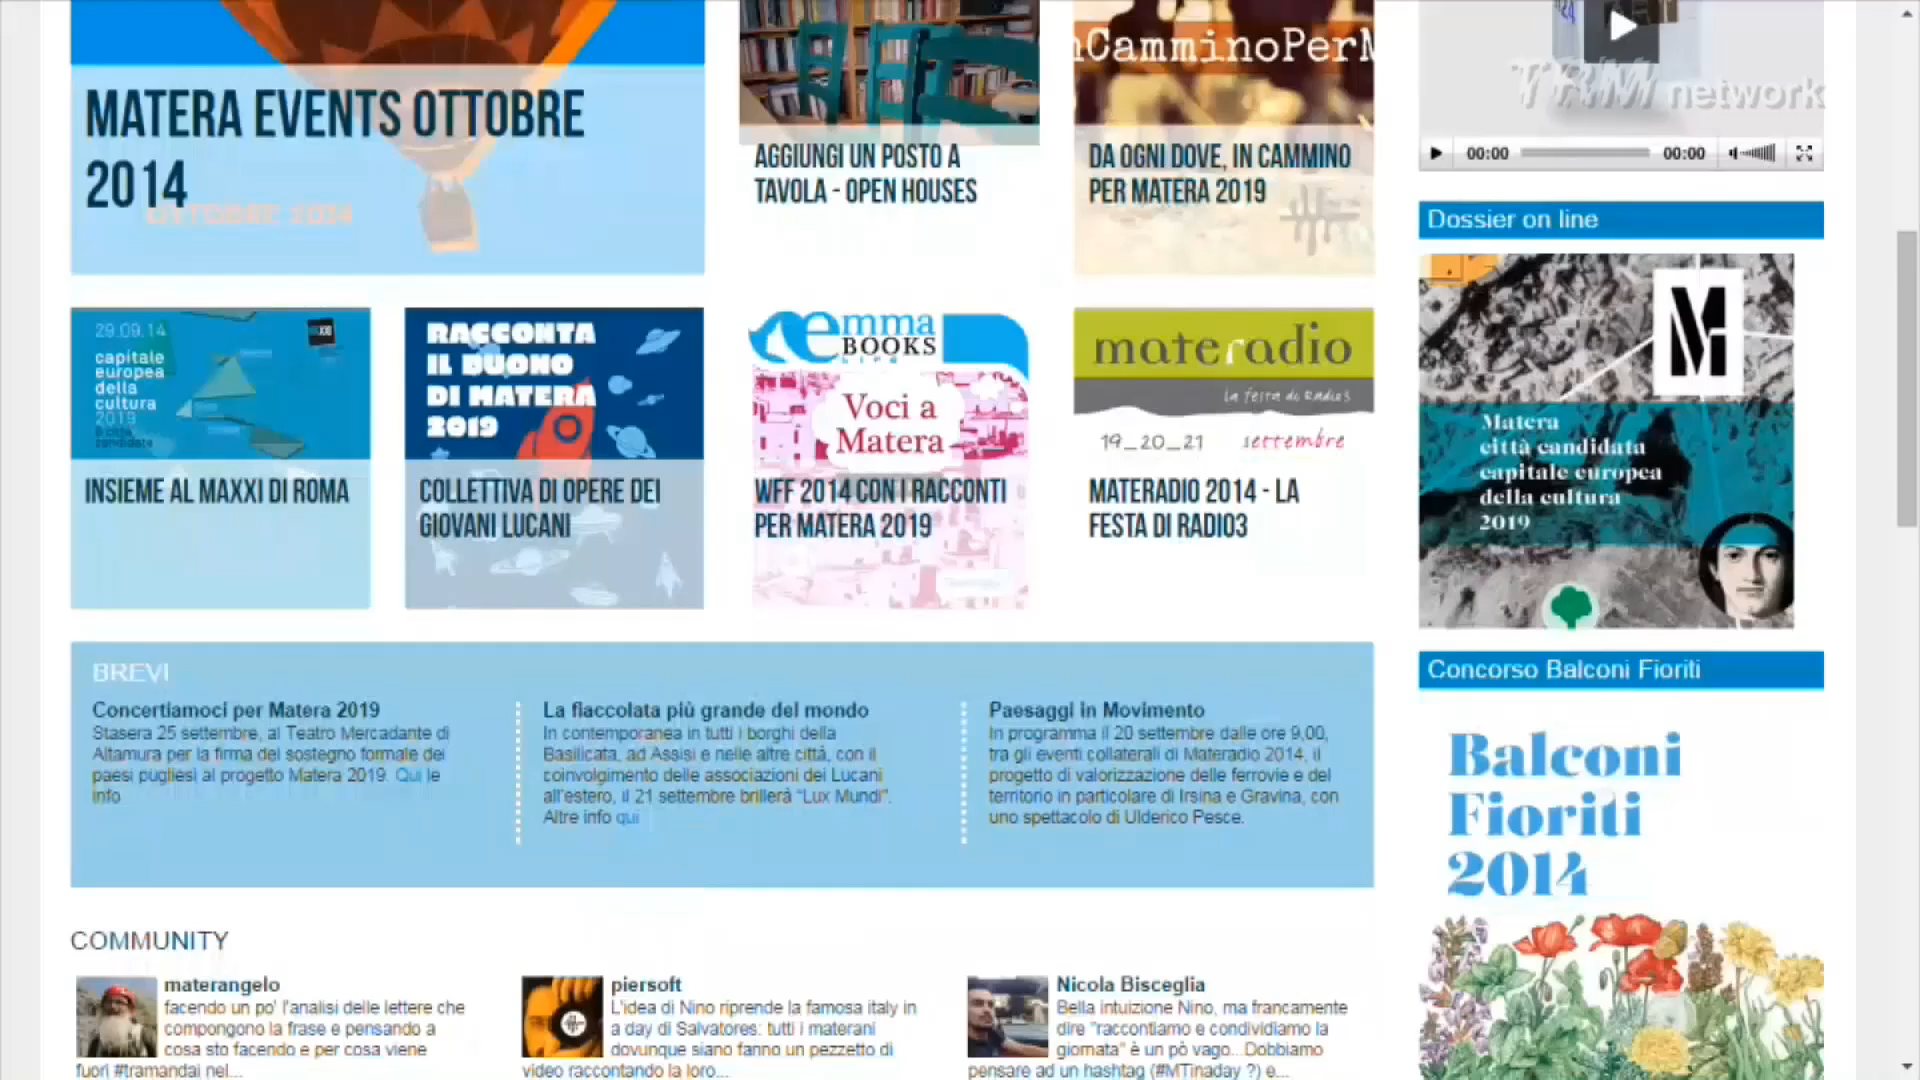 MATERA EVENTS OTTOBRE
2014
OTTOBRE 2014
AGGIUNGI UN POSTO A
TAVOLA - OPEN HOUSES
nCamminoPerM
DA OGNI DOVE, IN CAMMINO
PER MATERA 2019
TRM network
00:00 00:00
Dossier on line
29.09.14
capitale
europea
della
cultura
2019
INSIEME AL MAXXI DI ROMA
RACCONTA
IL BUONO
DI MATERA
2019
COLLETTIVA DI OPERE DEI
GIOVANI LUCANI
emma
BOOKS
LIFE
Voci a
Matera
WFF 2014 CON I RACCONTI
PER MATERA 2019
materadio
la festa di Radio3
19_20_21 settembre
MATERADIO 2014 - LA
FESTA DI RADIO3
M
Matera
città candidata
capitale europea
della cultura
2019
BREVI
Concertiamoci per Matera 2019
Stasera 25 settembre, al Teatro Mercadante di
Altamura per la firma del sostegno formale dei
paesi pugliesi al progetto Matera 2019. Qui le
info
La fiaccolata più grande del mondo
In contemporanea in tutti i borghi della
Basilicata, ad Assisi e nelle altre città, con il
coinvolgimento delle associazioni dei Lucani
all'estero, il 21 settembre brillerà "Lux Mundi".
Altre info qui
Paesaggi in Movimento
In programma il 20 settembre dalle ore 9,00,
tra gli eventi collaterali di Materadio 2014, il
progetto di valorizzazione delle ferrovie e del
territorio in particolare di Irsina e Gravina, con
uno spettacolo di Ulderico Pesce.
Concorso Balconi Fioriti
Balconi
Fioriti
2014
COMMUNITY
materangelo
facendo un po' l'analisi delle lettere che
compongono la frase e pensando a
cosa sto facendo e per cosa viene
fuori #tramandai nel...
piersoft
L'idea di Nino riprende la famosa italy in
a day di Salvatores: tutti i materani
dovunque siano fanno un pezzetto di
video raccontando la loro...
Nicola Bisceglia
Bella intuizione Nino, ma francamente
dire "raccontiamo e condividiamo la
giornata" è un pò vago...Dobbiamo
pensare ad un hashtag (#MTinaday ?) e...